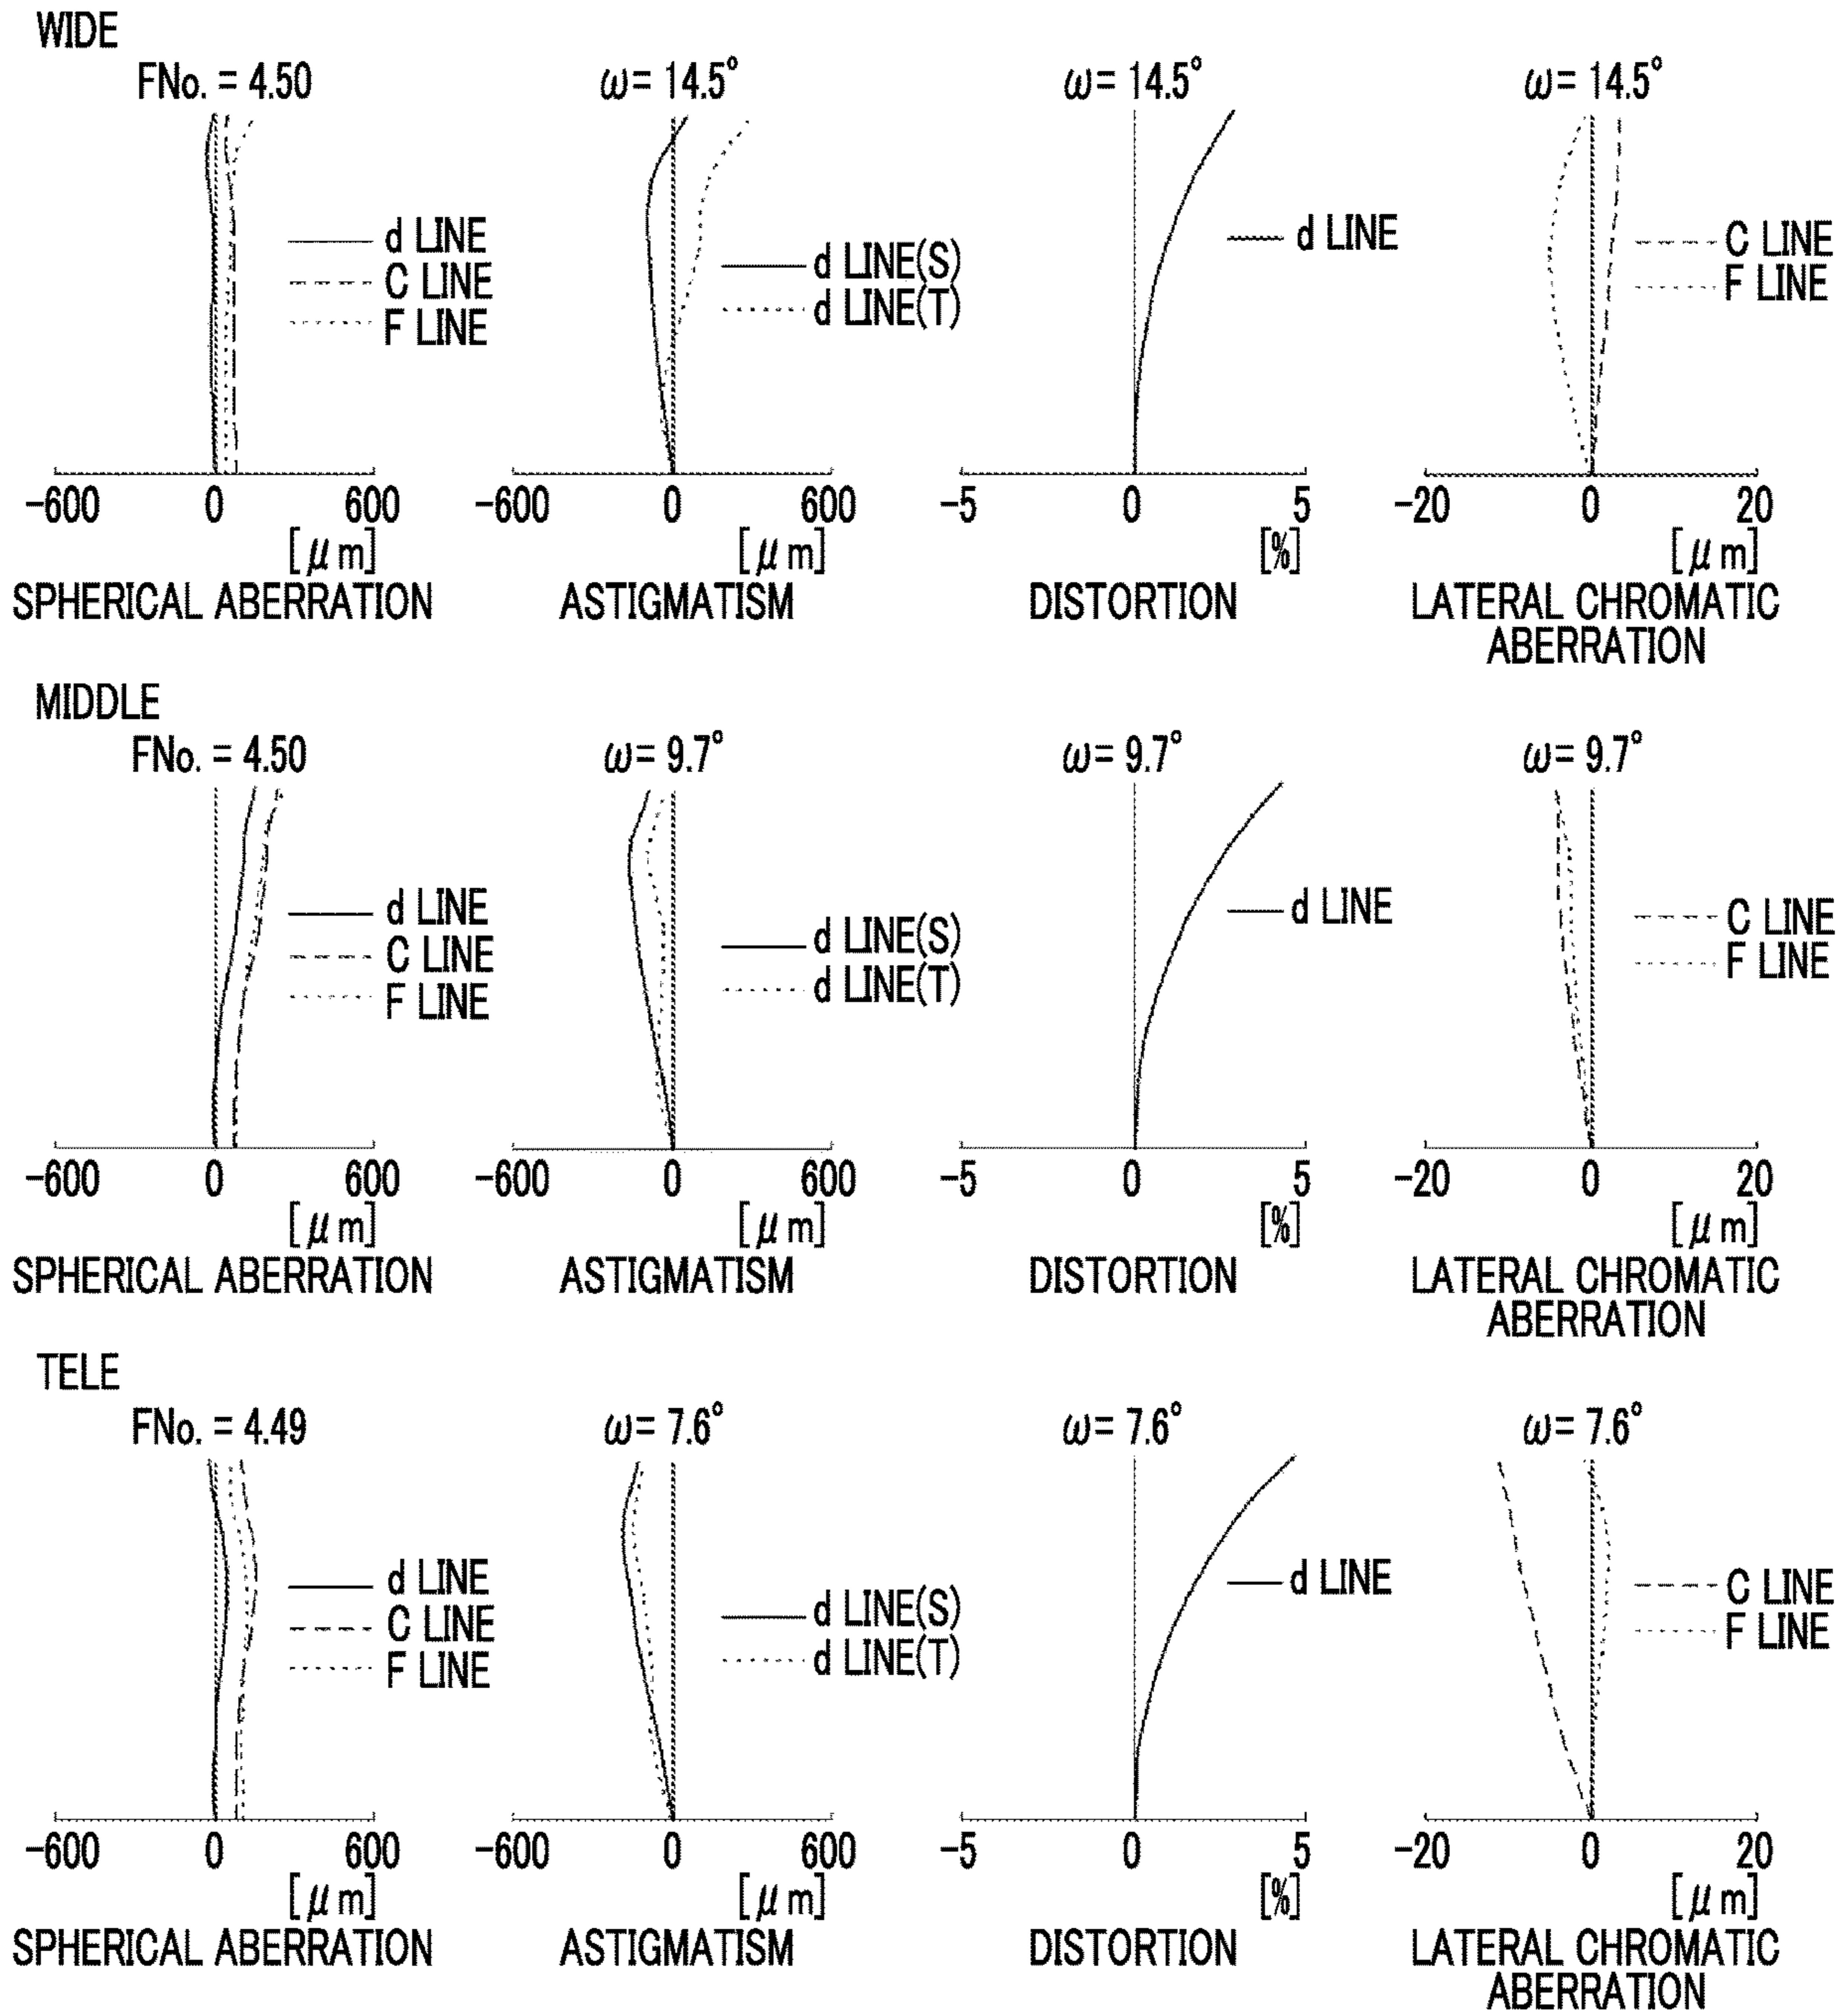 WIDE
FNo. = 4.50
ω= 14.5°
ω= 14.5°
ω= 14.5°
d LINE
C LINE
F LINE
d LINE(S)
d LINE(T)
d LINE
C LINE
F LINE
-600 0 600
[μm]
SPHERICAL ABERRATION
-600 0 600
[μm]
ASTIGMATISM
-5 0 5
[%]
DISTORTION
-20 0 20
[μm]
LATERAL CHROMATIC
ABERRATION
MIDDLE
FNo. = 4.50
ω= 9.7°
ω= 9.7°
ω= 9.7°
d LINE
C LINE
F LINE
d LINE(S)
d LINE(T)
d LINE
C LINE
F LINE
-600 0 600
[μm]
SPHERICAL ABERRATION
-600 0 600
[μm]
ASTIGMATISM
-5 0 5
[%]
DISTORTION
-20 0 20
[μm]
LATERAL CHROMATIC
ABERRATION
TELE
FNo. = 4.49
ω= 7.6°
ω= 7.6°
ω= 7.6°
d LINE
C LINE
F LINE
d LINE(S)
d LINE(T)
d LINE
C LINE
F LINE
-600 0 600
[μm]
SPHERICAL ABERRATION
-600 0 600
[μm]
ASTIGMATISM
-5 0 5
[%]
DISTORTION
-20 0 20
[μm]
LATERAL CHROMATIC
ABERRATION